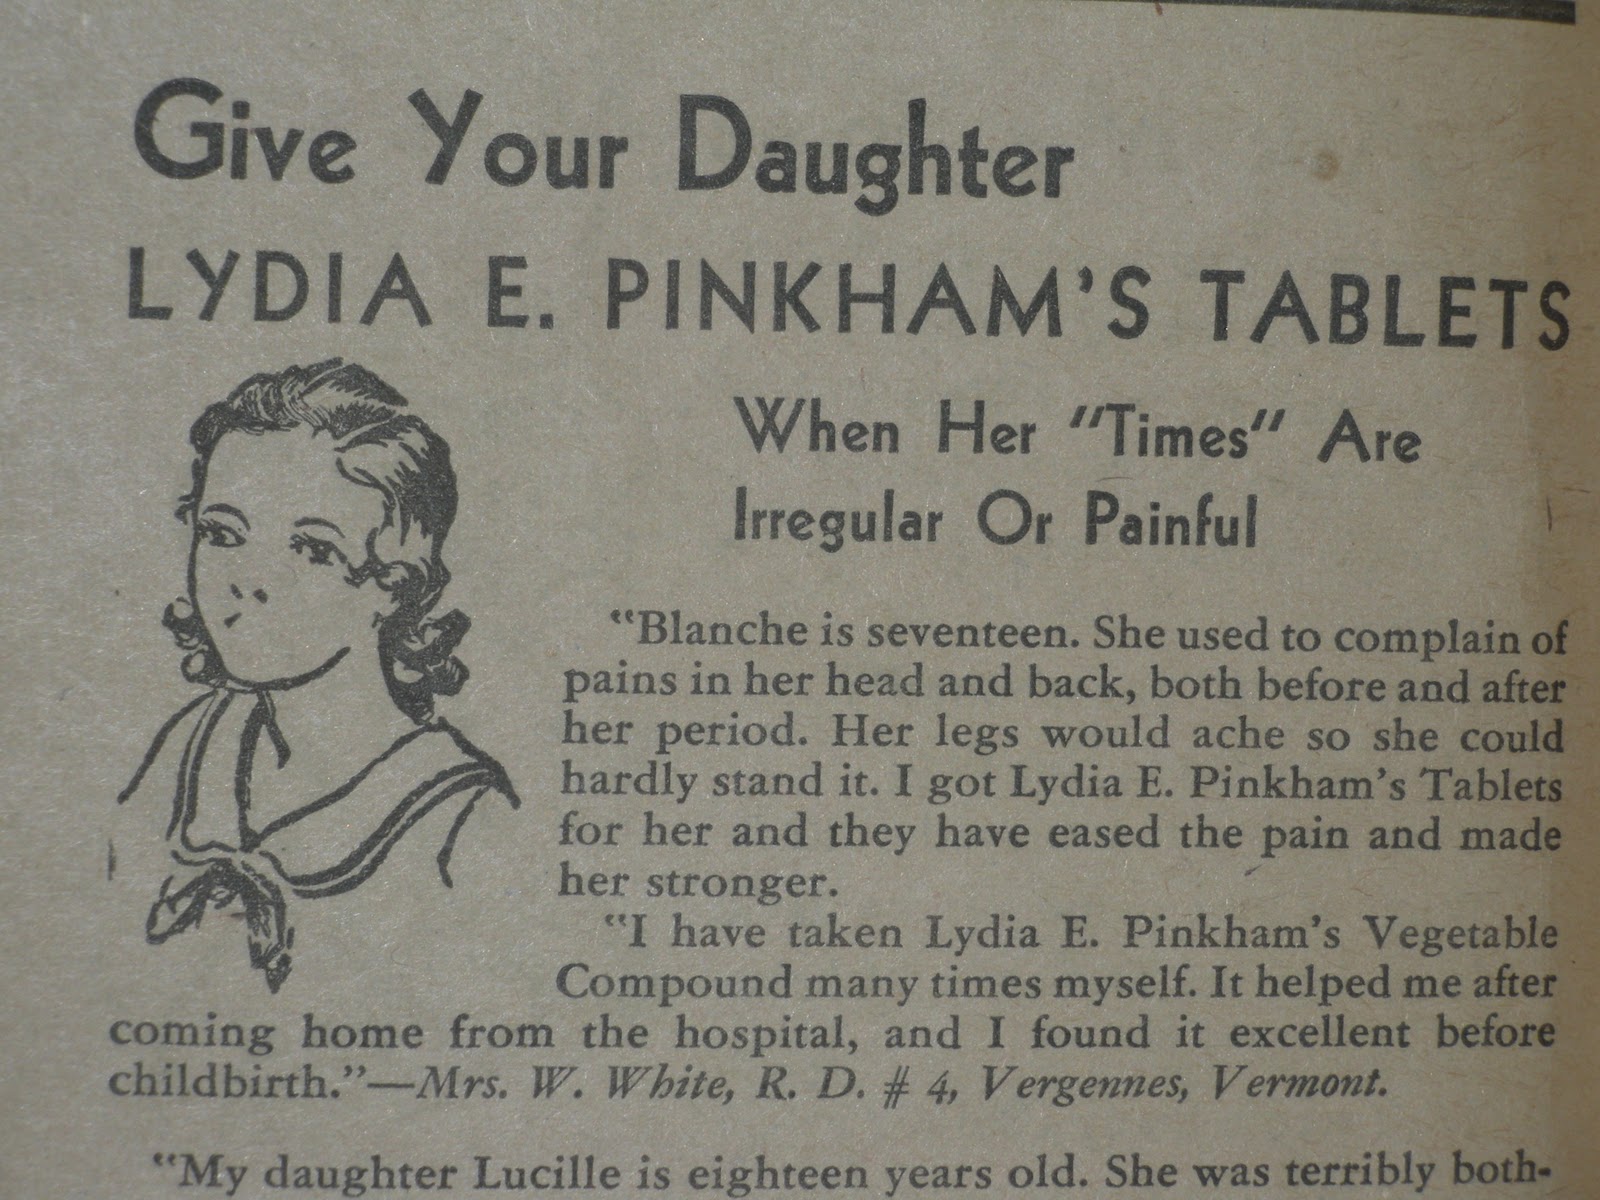 Give Your Daughter
LYDIA E. PINKHAM'S TABLETS
When Her "Times" Are
Irregular Or Painful
"Blanche is seventeen. She used to complain of
pains in her head and back, both before and after
her period. Her legs would ache so she could
hardly stand it. I got Lydia E. Pinkham's Tablets
for her and they have eased the pain and made
her stronger.
"I have taken Lydia E. Pinkham's Vegetable
Compound many times myself. It helped me after
coming home from the hospital, and I found it excellent before
childbirth."—Mrs. W. White, R. D. # 4, Vergennes, Vermont.
"My daughter Lucille is eighteen years old. She was terribly both-